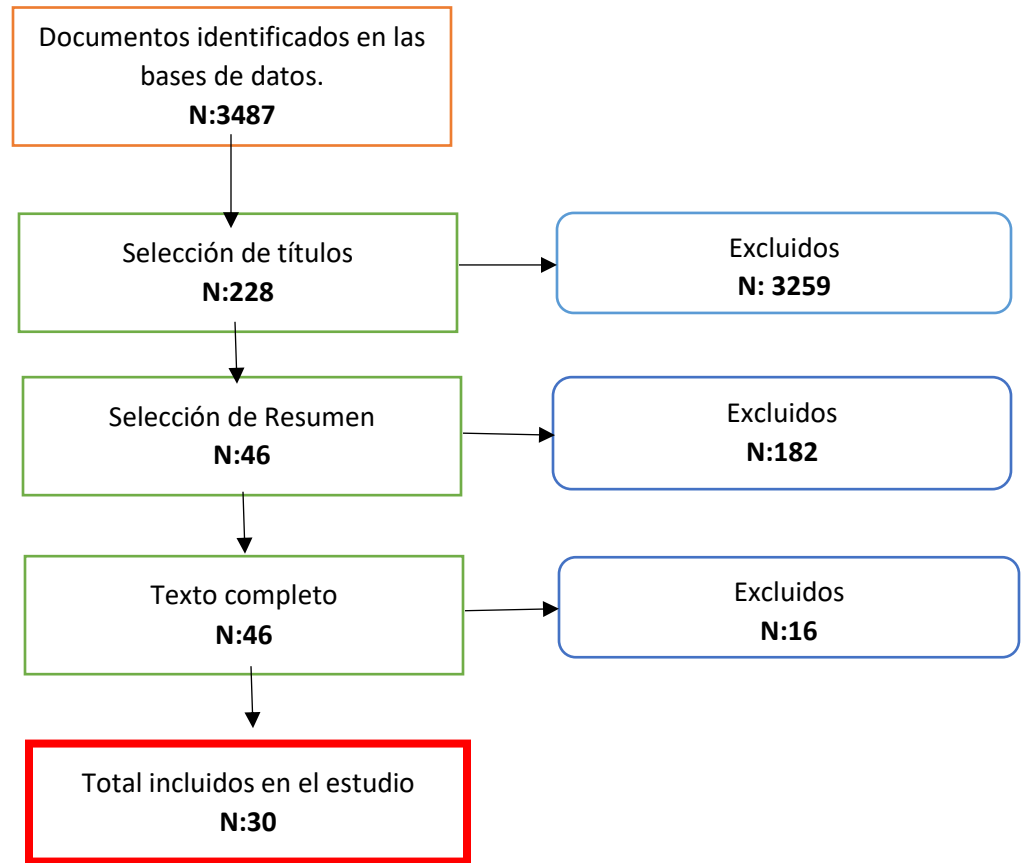 Documentos identificados en las
bases de datos.
N:3487
Selección de títulos
N:228
Excluidos
N: 3259
Selección de Resumen
N:46
Excluidos
N:182
Texto completo
N:46
Excluidos
N:16
Total incluidos en el estudio
N:30